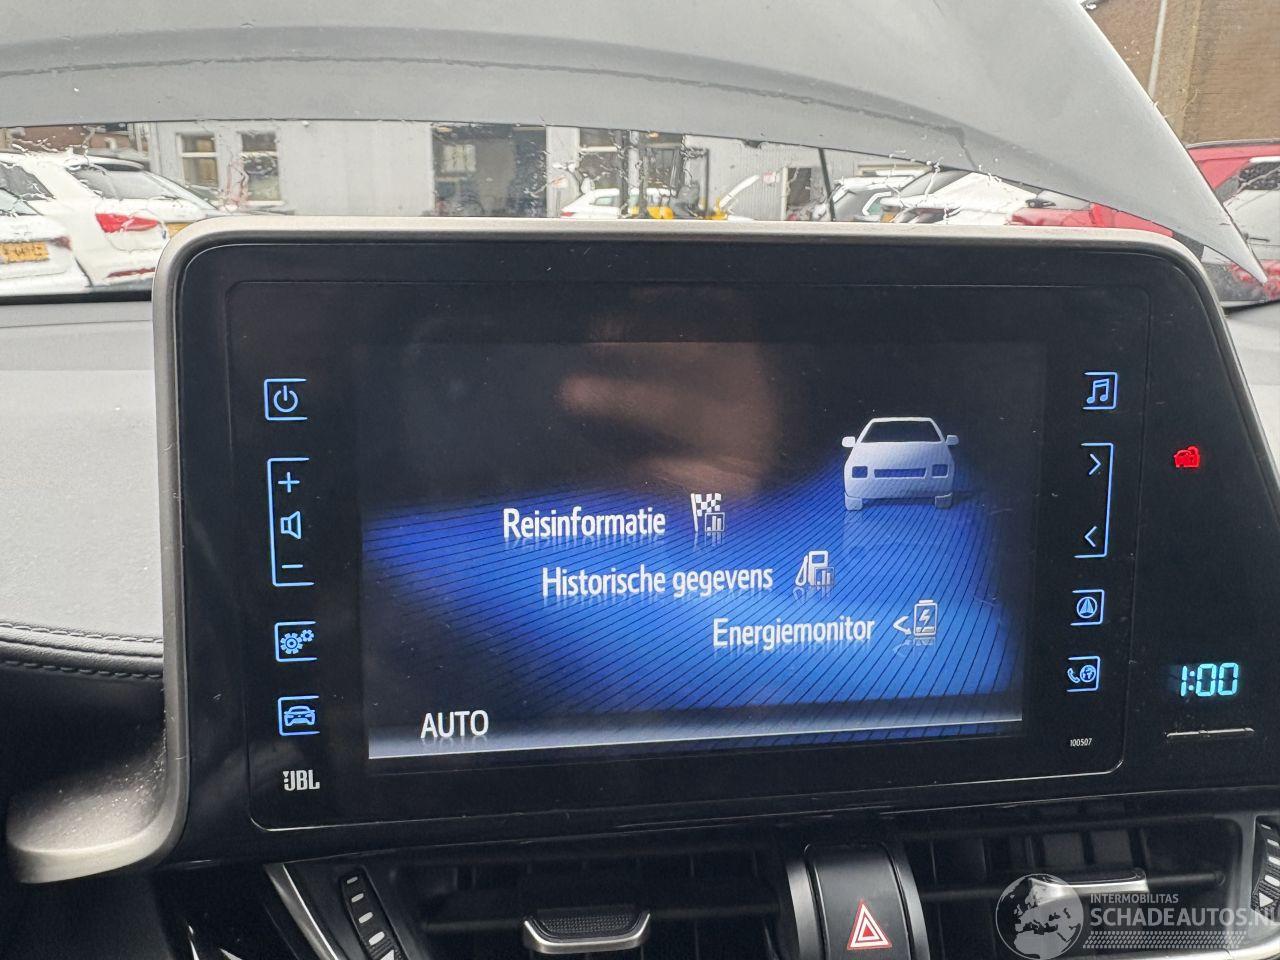 Reisinformatie
Historische gegevens
Energiemonitor
AUTO
JBL
1:00
100507
INTERMOBILITAS
SCHADEAUTOS.NL